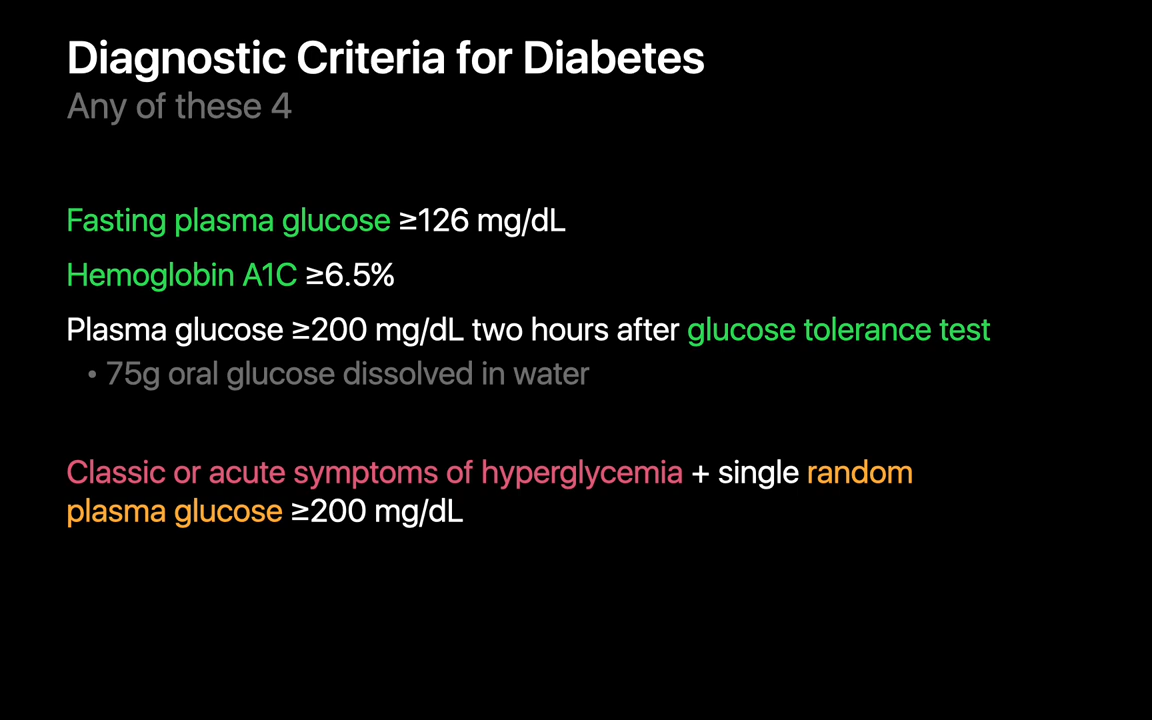 Diagnostic Criteria for Diabetes
Any of these 4
Fasting plasma glucose ≥126 mg/dL
Hemoglobin A1C ≥6.5%
Plasma glucose ≥200 mg/dL two hours after glucose tolerance test
• 75g oral glucose dissolved in water
Classic or acute symptoms of hyperglycemia + single random
plasma glucose ≥200 mg/dL